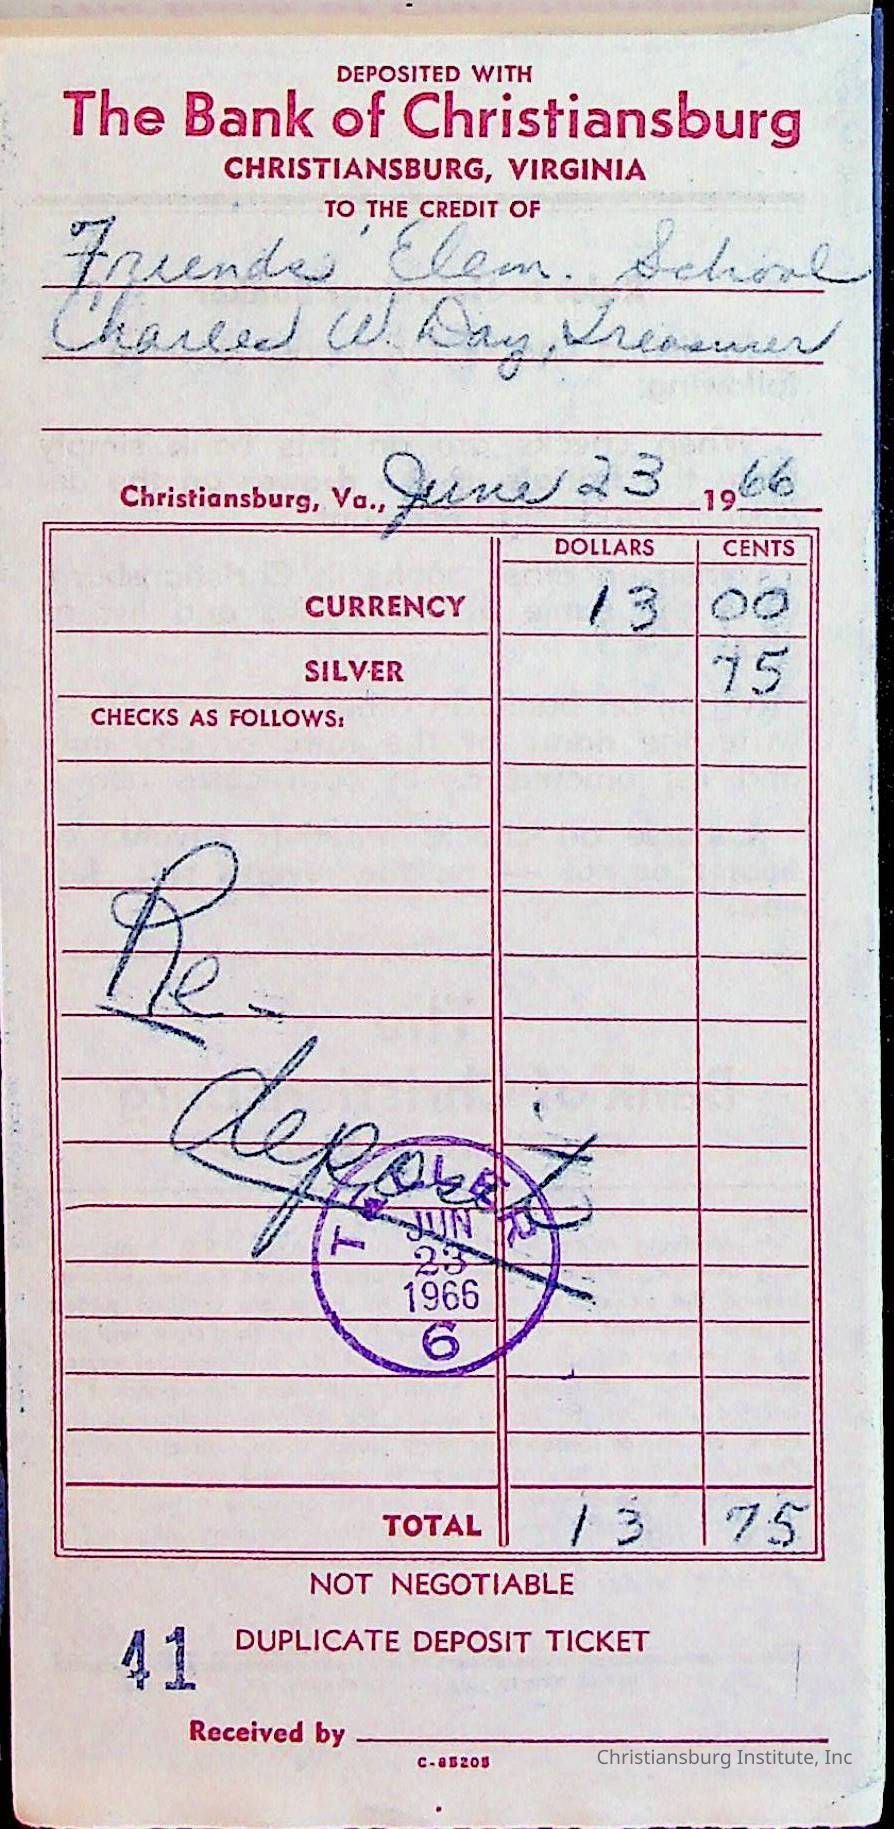 DEPOSITED WITH
The Bank of Christiansburg
CHRISTIANSBURG, VIRGINIA
TO THE CREDIT OF
Friends' Elem. School
Charles W. Day, Treasurer
Christiansburg, Va., June 23 1966
DOLLARS CENTS
CURRENCY 13 00
SILVER 75
CHECKS AS FOLLOWS:
Re-
deposit
TELLER
JUN
23
1966
6
TOTAL 13 75
NOT NEGOTIABLE
41 DUPLICATE DEPOSIT TICKET
Received by
C-85205
Christiansburg Institute, Inc